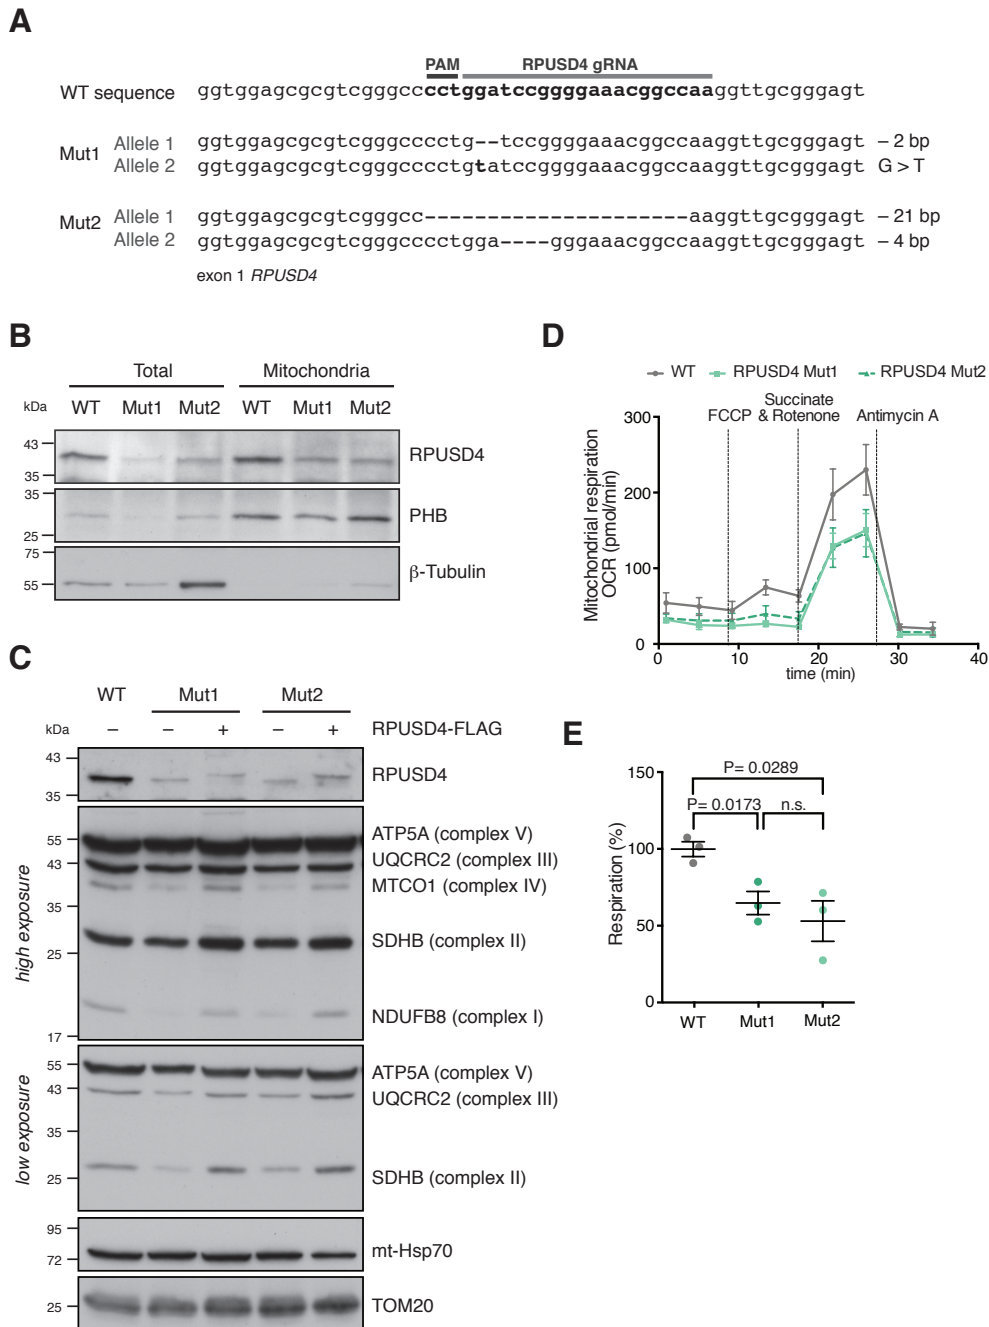 A
PAM RPUSD4 gRNA
WT sequence ggtggagcgcgtcgggcccctggatccggggaaacggccaaggttgcgggagt
Mut1 Allele 1 ggtggagcgcgtcgggcccctg--tccggggaaacggccaaggttgcgggagt – 2 bp
Allele 2 ggtggagcgcgtcgggcccctgtatccggggaaacggccaaggttgcgggagt G > T
Mut2 Allele 1 ggtggagcgcgtcgggcc---------------------aaggttgcgggagt – 21 bp
Allele 2 ggtggagcgcgtcgggcccctgga----gggaaacggccaaggttgcgggagt – 4 bp
exon 1 RPUSD4
B
Total Mitochondria
kDa WT Mut1 Mut2 WT Mut1 Mut2
43
35
RPUSD4
35
25
PHB
75
55
β-Tubulin
C
WT Mut1 Mut2
kDa – – + – + RPUSD4-FLAG
43
35
RPUSD4
high exposure
55
43
35
25
17
ATP5A (complex V)
UQCRC2 (complex III)
MTCO1 (complex IV)
SDHB (complex II)
NDUFB8 (complex I)
low exposure
55
43
35
25
ATP5A (complex V)
UQCRC2 (complex III)
SDHB (complex II)
95
72
mt-Hsp70
25
TOM20
D
WT RPUSD4 Mut1 RPUSD4 Mut2
Succinate
FCCP & Rotenone Antimycin A
Mitochondrial respiration
OCR (pmol/min)
300
200
100
0
0 10 20 30 40
time (min)
E
P= 0.0289
P= 0.0173 n.s.
Respiration (%)
150
100
50
0
WT Mut1 Mut2